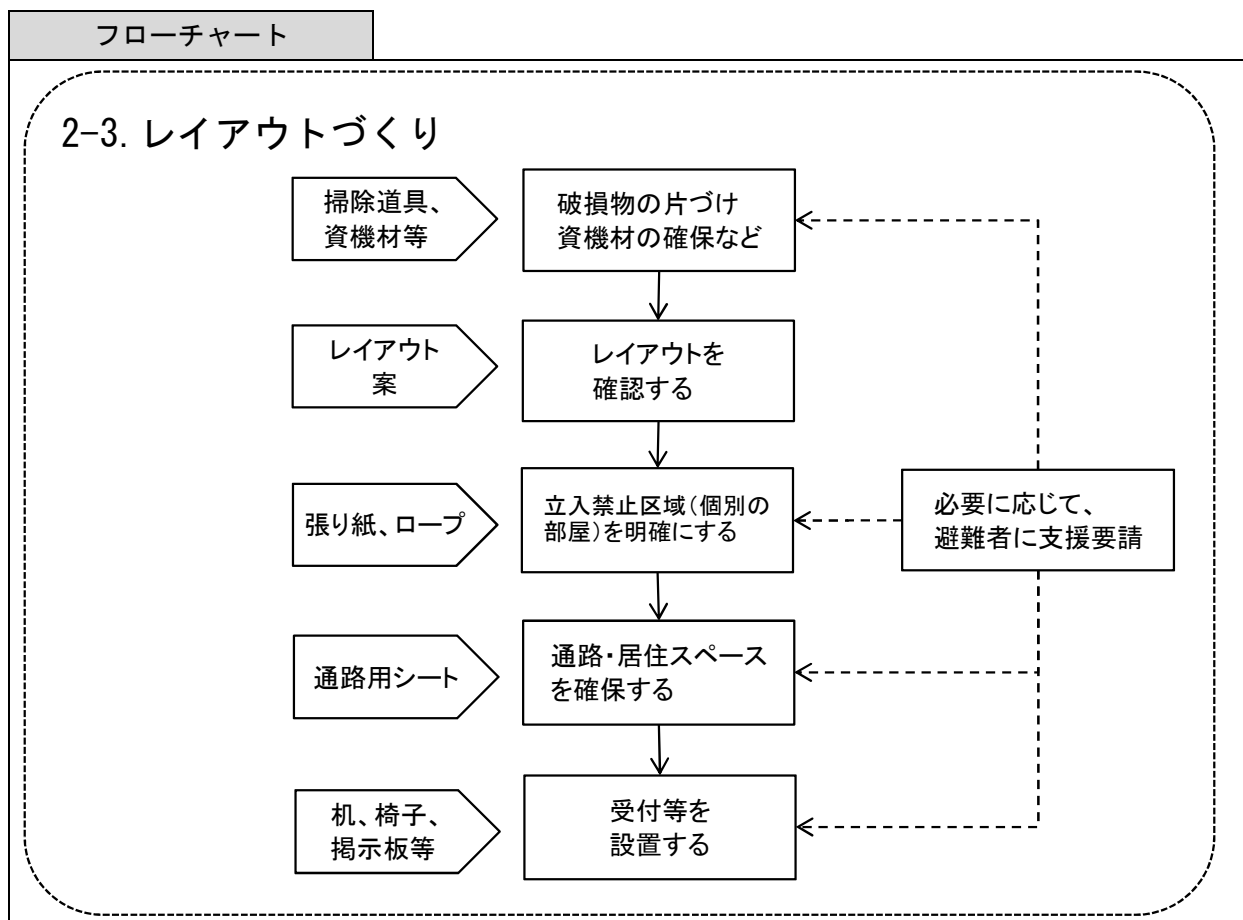 フローチャート
2-3. レイアウトづくり
掃除道具、
資機材等
破損物の片づけ
資機材の確保など
レイアウト
案
レイアウトを
確認する
張り紙、ロープ
立入禁止区域（個別の
部屋）を明確にする
必要に応じて、
避難者に支援要請
通路用シート
通路・居住スペース
を確保する
机、椅子、
掲示板等
受付等を
設置する